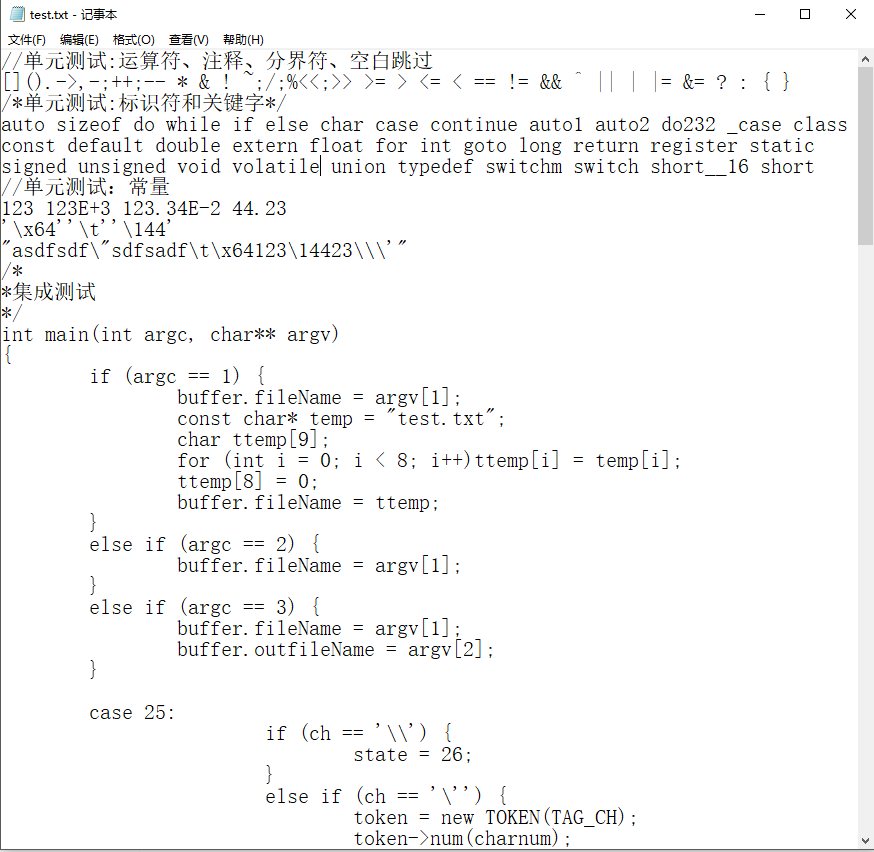 test.txt - 记事本
文件(F) 编辑(E) 格式(O) 查看(V) 帮助(H)
//单元测试:运算符、注释、分界符、空白跳过
[]().->,-;++;-- * & ! ~;/;%<<;>> >= > <= < == != && ^ || | |= &= ? : { }
/*单元测试:标识符和关键字*/
auto sizeof do while if else char case continue auto1 auto2 do232 _case class
const default double extern float for int goto long return register static
signed unsigned void volatile union typedef switchm switch short__16 short
//单元测试：常量
123 123E+3 123.34E-2 44.23
'\x64''\t''\144'
"asdfsdf\"sdfsadf\t\x64123\14423\\\'"
/*
*集成测试
*/
int main(int argc, char** argv)
{
if (argc == 1) {
buffer.fileName = argv[1];
const char* temp = "test.txt";
char ttemp[9];
for (int i = 0; i < 8; i++)ttemp[i] = temp[i];
ttemp[8] = 0;
buffer.fileName = ttemp;
}
else if (argc == 2) {
buffer.fileName = argv[1];
}
else if (argc == 3) {
buffer.fileName = argv[1];
buffer.outfileName = argv[2];
}
case 25:
if (ch == '\\') {
state = 26;
}
else if (ch == '\'') {
token = new TOKEN(TAG_CH);
token->num(charnum);